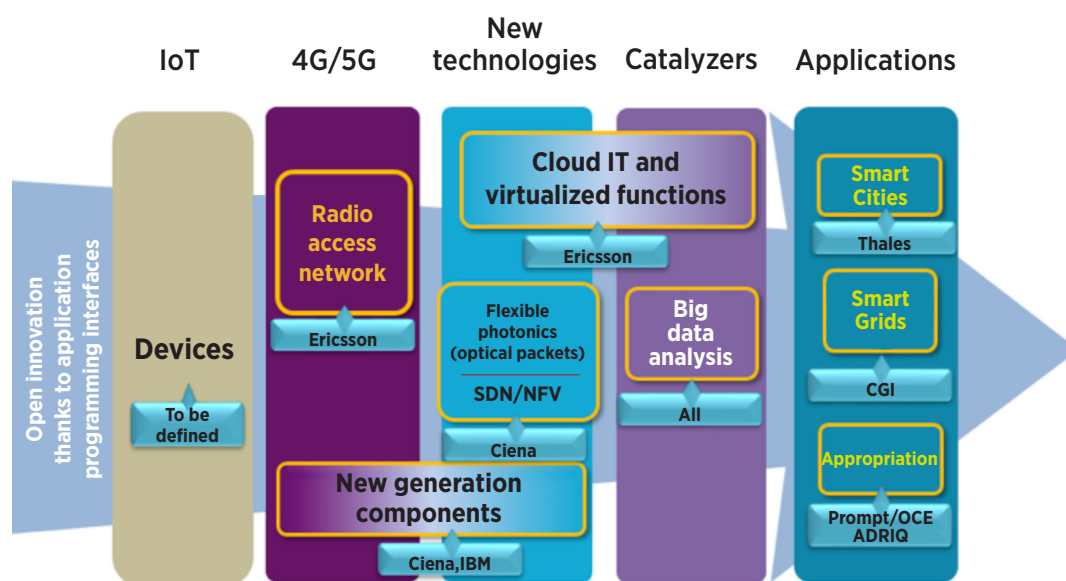 IoT
4G/5G
New
technologies
Catalyzers
Applications
Open innovation
thanks to application
programming interfaces
Devices
To be
defined
Radio
access
network
Ericsson
Cloud IT and
virtualized functions
Ericsson
Flexible
photonics
(optical packets)
SDN/NFV
Ciena
New generation
components
Ciena,IBM
Big
data
analysis
All
Smart
Cities
Thales
Smart
Grids
CGI
Appropriation
Prompt/OCE
ADRIQ